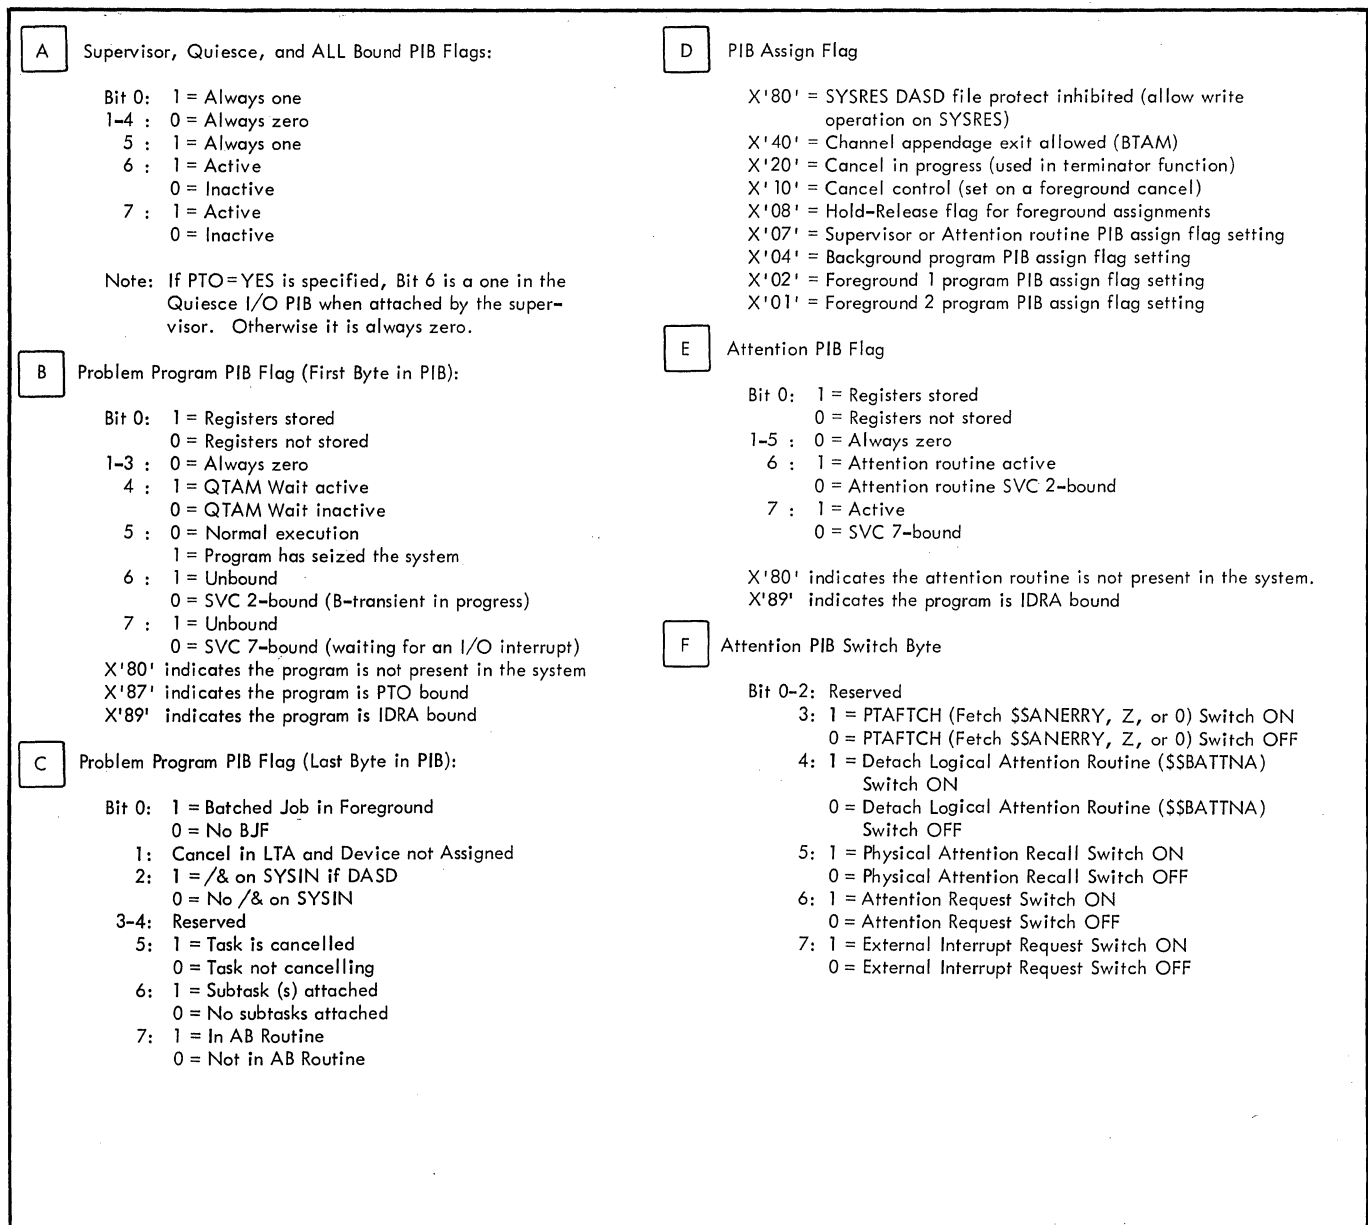 A Supervisor, Quiesce, and ALL Bound PIB Flags:
Bit 0: 1 = Always one
1-4 : 0 = Always zero
5 : 1 = Always one
6 : 1 = Active
0 = Inactive
7 : 1 = Active
0 = Inactive
Note: If PTO=YES is specified, Bit 6 is a one in the
Quiesce I/O PIB when attached by the super-
visor. Otherwise it is always zero.
B Problem Program PIB Flag (First Byte in PIB):
Bit 0: 1 = Registers stored
0 = Registers not stored
1-3 : 0 = Always zero
4 : 1 = QTAM Wait active
0 = QTAM Wait inactive
5 : 0 = Normal execution
1 = Program has seized the system
6 : 1 = Unbound
0 = SVC 2-bound (B-transient in progress)
7 : 1 = Unbound
0 = SVC 7-bound (waiting for an I/O interrupt)
X'80' indicates the program is not present in the system
X'87' indicates the program is PTO bound
X'89' indicates the program is IDRA bound
C Problem Program PIB Flag (Last Byte in PIB):
Bit 0: 1 = Batched Job in Foreground
0 = No BJF
1: Cancel in LTA and Device not Assigned
2: 1 = /& on SYSIN if DASD
0 = No /& on SYSIN
3-4: Reserved
5: 1 = Task is cancelled
0 = Task not cancelling
6: 1 = Subtask (s) attached
0 = No subtasks attached
7: 1 = In AB Routine
0 = Not in AB Routine
D PIB Assign Flag
X'80' = SYSRES DASD file protect inhibited (allow write
operation on SYSRES)
X'40' = Channel appendage exit allowed (BTAM)
X'20' = Cancel in progress (used in terminator function)
X'10' = Cancel control (set on a foreground cancel)
X'08' = Hold-Release flag for foreground assignments
X'07' = Supervisor or Attention routine PIB assign flag setting
X'04' = Background program PIB assign flag setting
X'02' = Foreground 1 program PIB assign flag setting
X'01' = Foreground 2 program PIB assign flag setting
E Attention PIB Flag
Bit 0: 1 = Registers stored
0 = Registers not stored
1-5 : 0 = Always zero
6 : 1 = Attention routine active
0 = Attention routine SVC 2-bound
7 : 1 = Active
0 = SVC 7-bound
X'80' indicates the attention routine is not present in the system.
X'89' indicates the program is IDRA bound
F Attention PIB Switch Byte
Bit 0-2: Reserved
3: 1 = PTAFTCH (Fetch $SANERRY, Z, or 0) Switch ON
0 = PTAFTCH (Fetch $SANERRY, Z, or 0) Switch OFF
4: 1 = Detach Logical Attention Routine ($SBATTNA)
Switch ON
0 = Detach Logical Attention Routine ($SBATTNA)
Switch OFF
5: 1 = Physical Attention Recall Switch ON
0 = Physical Attention Recall Switch OFF
6: 1 = Attention Request Switch ON
0 = Attention Request Switch OFF
7: 1 = External Interrupt Request Switch ON
0 = External Interrupt Request Switch OFF